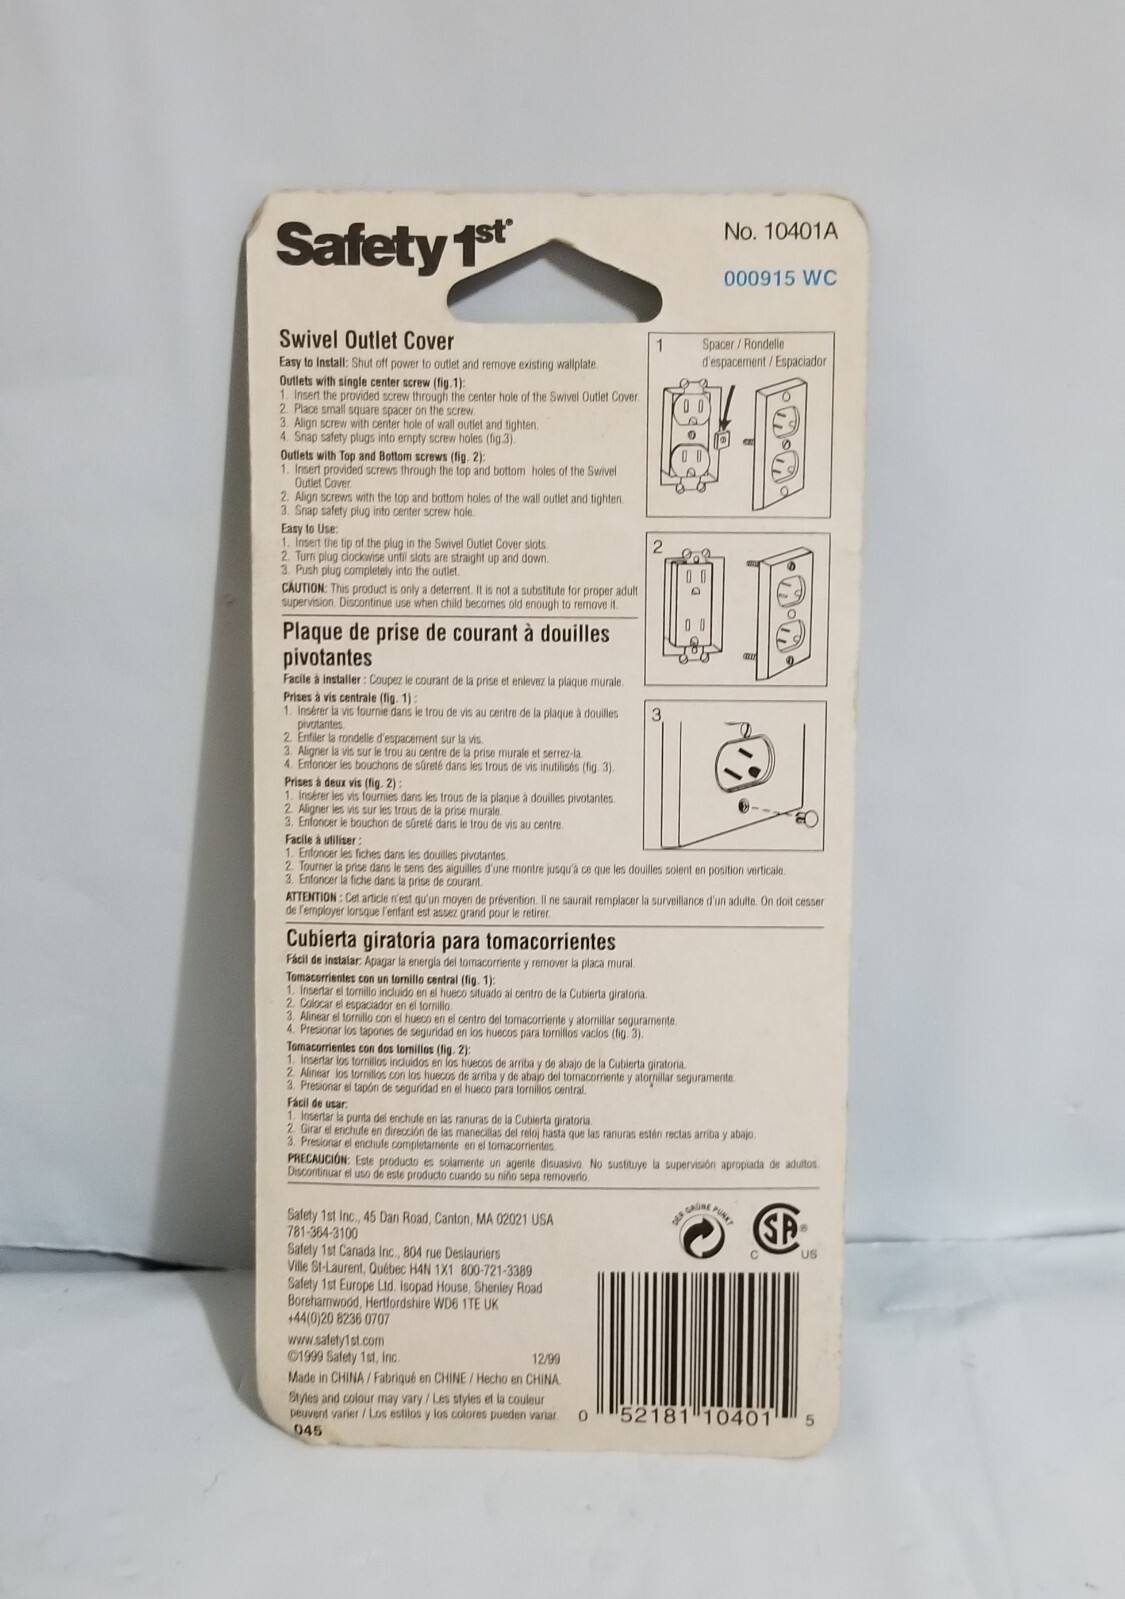 Safety 1st®
No. 10401A
000915 WC
Swivel Outlet Cover
Easy to Install: Shut off power to outlet and remove existing wallplate.
Outlets with single center screw (fig.1):
1. Insert the provided screw through the center hole of the Swivel Outlet Cover.
2. Place small square spacer on the screw.
3. Align screw with center hole of wall outlet and tighten.
4. Snap safety plugs into empty screw holes (fig.3).
Outlets with Top and Bottom screws (fig. 2):
1. Insert provided screws through the top and bottom holes of the Swivel
Outlet Cover.
2. Align screws with the top and bottom holes of the wall outlet and tighten.
3. Snap safety plug into center screw hole.
Easy to Use:
1. Insert the tip of the plug in the Swivel Outlet Cover slots.
2. Turn plug clockwise until slots are straight up and down.
3. Push plug completely into the outlet.
CAUTION: This product is only a deterrent. It is not a substitute for proper adult
supervision. Discontinue use when child becomes old enough to remove it.
1
Spacer / Rondelle
d'espacement / Espaciador
2
3
Plaque de prise de courant à douilles
pivotantes
Facile à installer : Coupez le courant de la prise et enlevez la plaque murale.
Prises à vis centrale (fig. 1) :
1. Insérer la vis fournie dans le trou de vis au centre de la plaque à douilles
pivotantes.
2. Enfiler la rondelle d'espacement sur la vis.
3. Aligner la vis sur le trou au centre de la prise murale et serrez-la.
4. Enfoncer les bouchons de sûreté dans les trous de vis inutilisés (fig. 3).
Prises à deux vis (fig. 2) :
1. Insérer les vis fournies dans les trous de la plaque à douilles pivotantes.
2. Aligner les vis sur les trous de la prise murale.
3. Enfoncer le bouchon de sûreté dans le trou de vis au centre.
Facile à utiliser :
1. Enfoncer les fiches dans les douilles pivotantes.
2. Tourner la prise dans le sens des aiguilles d'une montre jusqu'à ce que les douilles soient en position verticale.
3. Enfoncer la fiche dans la prise de courant.
ATTENTION : Cet article n'est qu'un moyen de prévention. Il ne saurait remplacer la surveillance d'un adulte. On doit cesser
de l'employer lorsque l'enfant est assez grand pour le retirer.
Cubierta giratoria para tomacorrientes
Fácil de instalar: Apagar la energía del tomacorriente y remover la placa mural.
Tomacorrientes con un tornillo central (fig. 1):
1. Insertar el tornillo incluido en el hueco situado al centro de la Cubierta giratoria.
2. Colocar el espaciador en el tornillo.
3. Alinear el tornillo con el hueco en el centro del tomacorriente y atornillar seguramente.
4. Presionar los tapones de seguridad en los huecos para tornillos vacíos (fig. 3).
Tomacorrientes con dos tornillos (fig. 2):
1. Insertar los tornillos incluidos en los huecos de arriba y de abajo de la Cubierta giratoria.
2. Alinear los tornillos con los huecos de arriba y de abajo del tomacorriente y atornillar seguramente.
3. Presionar el tapón de seguridad en el hueco para tornillos central.
Fácil de usar:
1. Insertar la punta del enchufe en las ranuras de la Cubierta giratoria.
2. Girar el enchufe en dirección de las manecillas del reloj hasta que las ranuras estén rectas arriba y abajo.
3. Presionar el enchufe completamente en el tomacorrientes.
PRECAUCIÓN: Este producto es solamente un agente disuasivo. No sustituye la supervisión apropiada de adultos.
Discontinuar el uso de este producto cuando su niño sepa removerlo.
Safety 1st Inc., 45 Dan Road, Canton, MA 02021 USA
781-364-3100
Safety 1st Canada Inc., 804 rue Deslauriers
Ville St-Laurent, Québec H4N 1X1 800-721-3389
Safety 1st Europe Ltd. Isopad House, Shenley Road
Borehamwood, Hertfordshire WD6 1TE UK
+44(0)20 8236 0707
www.safety1st.com
©1999 Safety 1st, Inc. 12/99
Made in CHINA / Fabriqué en CHINE / Hecho en CHINA.
Styles and colour may vary / Les styles et la couleur
peuvent varier / Los estilos y los colores pueden variar.
045
DER GRÜNE PUNKT
SA®
C US
0 52181 10401 5